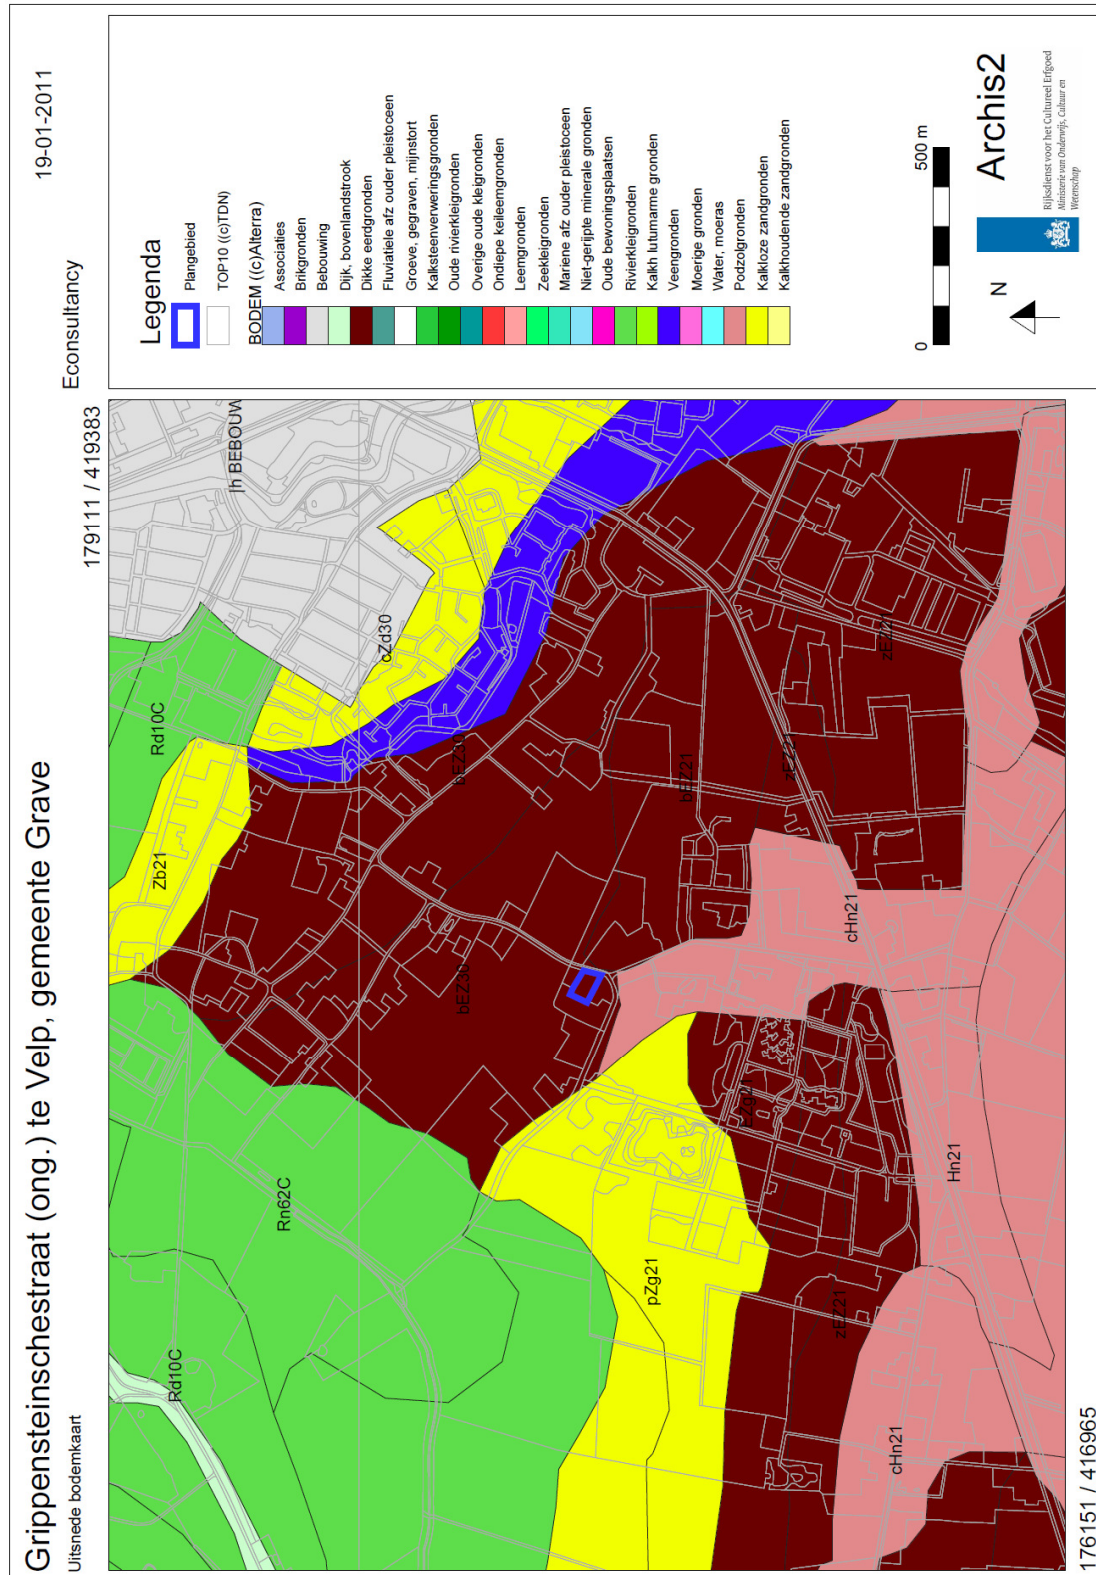 Grippensteinschestraat (ong.) te Velp, gemeente Grave
19-01-2011
Uitsnede bodemkaart
Econsultancy
179111 / 419383
176151 / 416965
Rd10C
Rn62C
Rd10C
Zb21
bEZ30
bEZ30
cZd30
|h BEBOUW
pZg21
EZg21
bEZ21
zEZ21
zEZ21
zEZ21
cHn21
cHn21
Hn21
Legenda
Plangebied
TOP10 ((c)TDN)
BODEM ((c)Alterra)
Associaties
Brikgronden
Bebouwing
Dijk, bovenlandstrook
Dikke eerdgronden
Fluviatiele afz ouder pleistoceen
Groeve, gegraven, mijnstort
Kalksteenverweringsgronden
Oude rivierkleigronden
Overige oude kleigronden
Ondiepe keileemgronden
Leemgronden
Zeekleigronden
Mariene afz ouder pleistoceen
Niet-gerijpte minerale gronden
Oude bewoningsplaatsen
Rivierkleigronden
Kalkh lutumarme gronden
Veengronden
Moerige gronden
Water, moeras
Podzolgronden
Kalkloze zandgronden
Kalkhoudende zandgronden
0
500 m
N
Archis2
Rijksdienst voor het Cultureel Erfgoed
Ministerie van Onderwijs, Cultuur en
Wetenschap